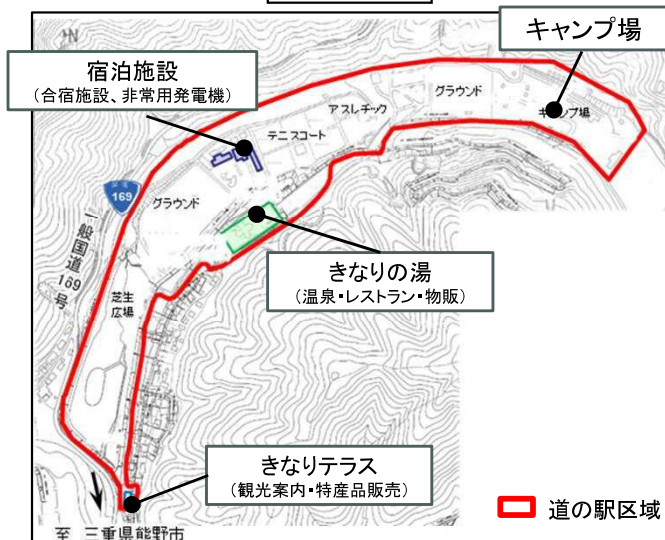 キャンプ場
N
宿泊施設
(合宿施設、非常用発電機)
グラウンド
アスレチック
キャンプ場
テニスコート
国道
169
グラウンド
一般国道169号
きなりの湯
(温泉・レストラン・物販)
芝生
広場
きなりテラス
(観光案内・特産品販売)
道の駅区域
至 三重県熊野市